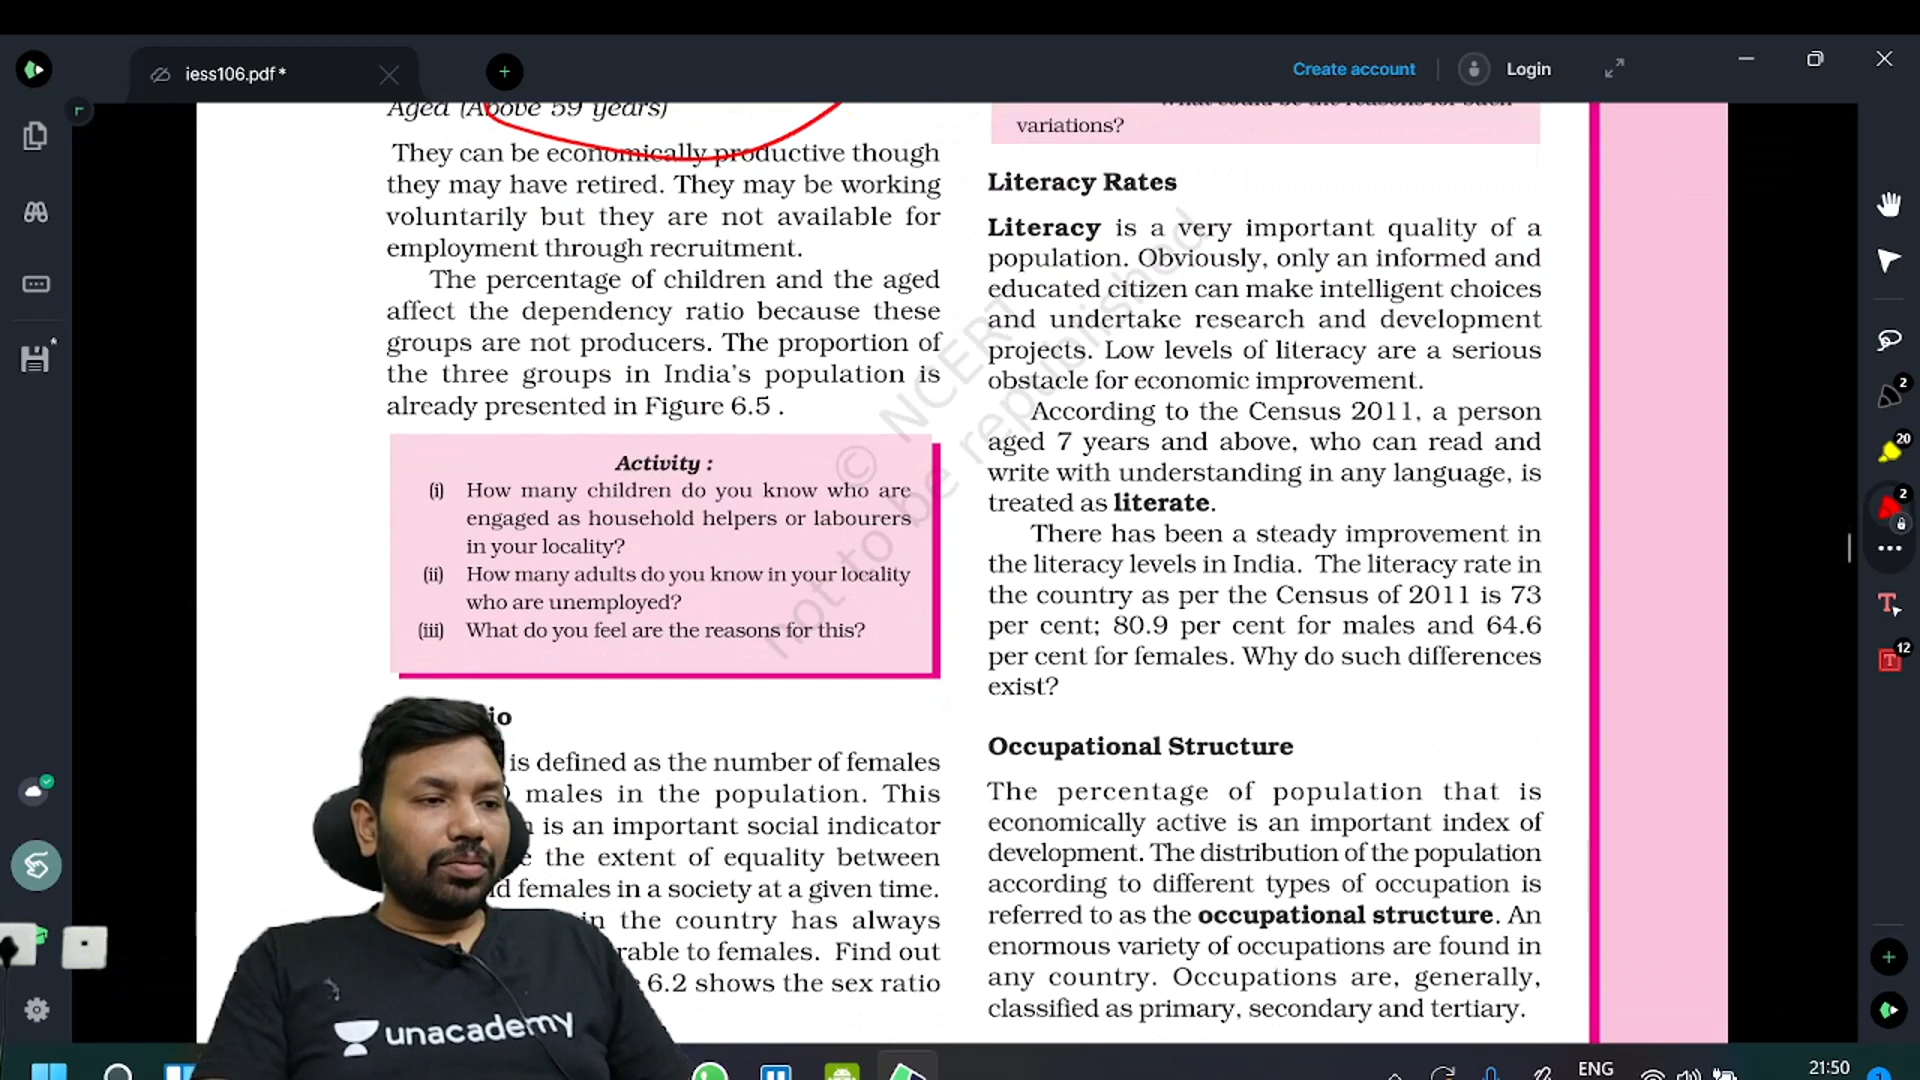 iess106.pdf *
Create account
Login
Aged (Above 59 years)
They can be economically productive though
they may have retired. They may be working
voluntarily but they are not available for
employment through recruitment.
The percentage of children and the aged
affect the dependency ratio because these
groups are not producers. The proportion of
the three groups in India's population is
already presented in Figure 6.5 .
Activity :
(i) How many children do you know who are
engaged as household helpers or labourers
in your locality?
(ii) How many adults do you know in your locality
who are unemployed?
(iii) What do you feel are the reasons for this?
io
is defined as the number of females
males in the population. This
is an important social indicator
the extent of equality between
females in a society at a given time.
in the country has always
to females. Find out
6.2 shows the sex ratio
variations?
Literacy Rates
Literacy is a very important quality of a
population. Obviously, only an informed and
educated citizen can make intelligent choices
and undertake research and development
projects. Low levels of literacy are a serious
obstacle for economic improvement.
According to the Census 2011, a person
aged 7 years and above, who can read and
write with understanding in any language, is
treated as literate.
There has been a steady improvement in
the literacy levels in India. The literacy rate in
the country as per the Census of 2011 is 73
per cent; 80.9 per cent for males and 64.6
per cent for females. Why do such differences
exist?
Occupational Structure
The percentage of population that is
economically active is an important index of
development. The distribution of the population
according to different types of occupation is
referred to as the occupational structure. An
enormous variety of occupations are found in
any country. Occupations are, generally,
classified as primary, secondary and tertiary.
© NCERT
not to be republished
2
20
2
12
unacademy
ENG
21:50